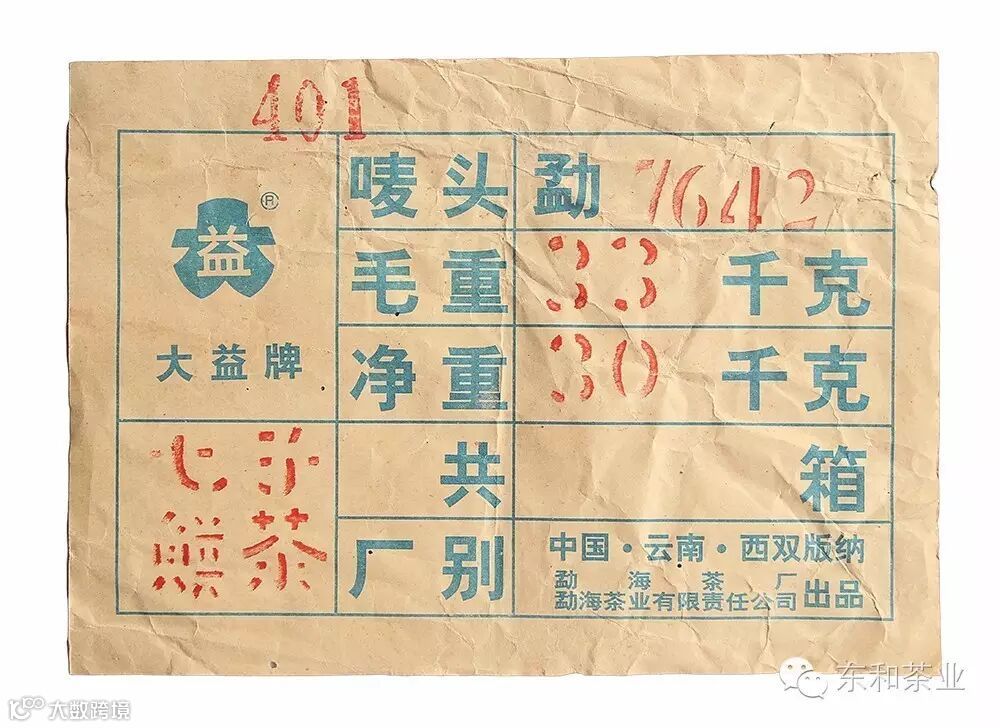 401
益®
大益牌
七子
饼茶
唛头 勐 7642
毛重 33 千克
净重 30 千克
共 箱
厂别 中国·云南·西双版纳
勐海茶厂
勐海茶业有限责任公司 出品
东和茶业
大数跨境